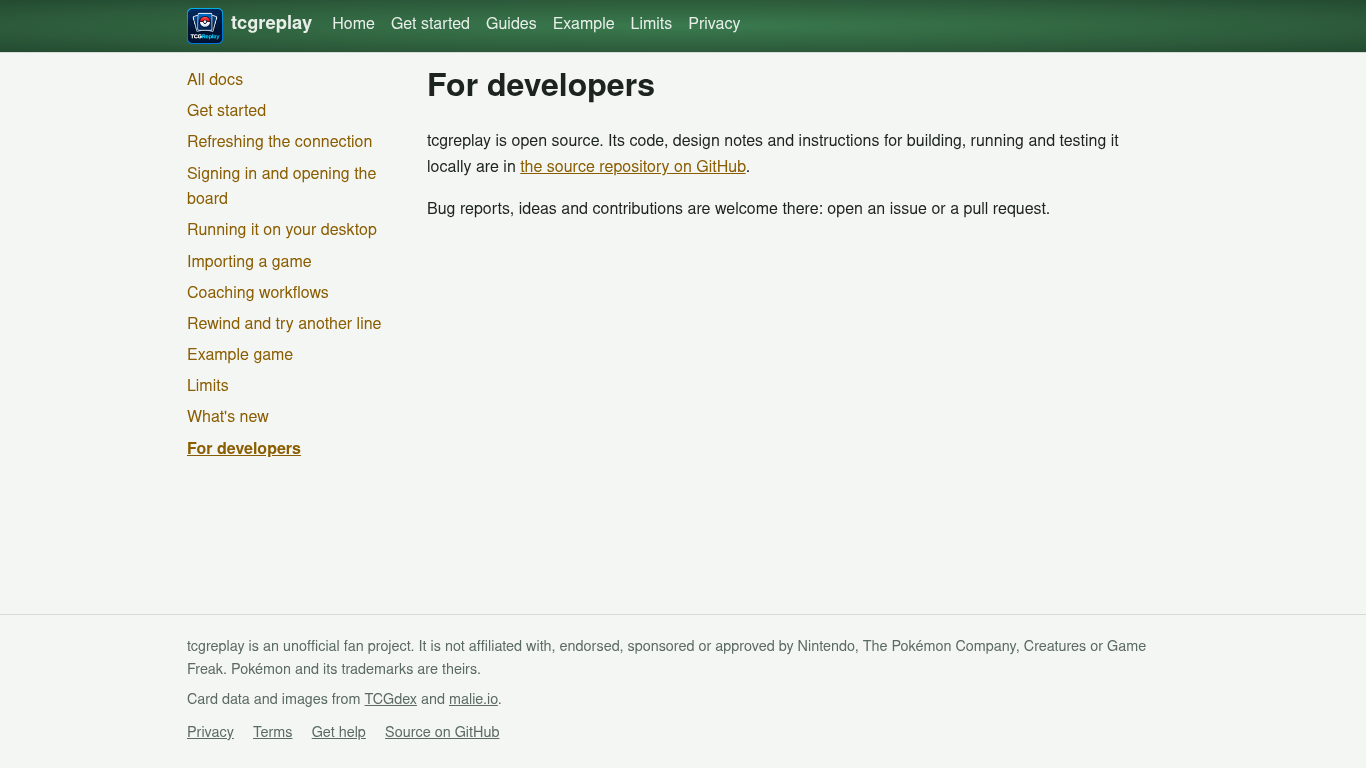 TCGReplay
tcgreplay Home Get started Guides Example Limits Privacy
All docs
Get started
Refreshing the connection
Signing in and opening the
board
Running it on your desktop
Importing a game
Coaching workflows
Rewind and try another line
Example game
Limits
What's new
For developers
For developers
tcgreplay is open source. Its code, design notes and instructions for building, running and testing it
locally are in the source repository on GitHub.
Bug reports, ideas and contributions are welcome there: open an issue or a pull request.
tcgreplay is an unofficial fan project. It is not affiliated with, endorsed, sponsored or approved by Nintendo, The Pokémon Company, Creatures or Game
Freak. Pokémon and its trademarks are theirs.
Card data and images from TCGdex and malie.io.
Privacy Terms Get help Source on GitHub